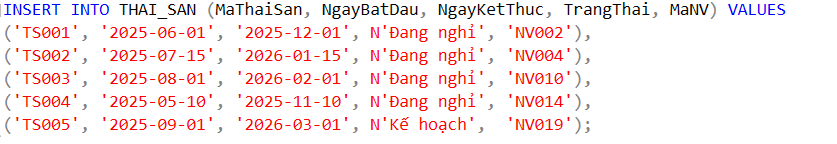 INSERT INTO THAI_SAN (MaThaiSan, NgayBatDau, NgayKetThuc, TrangThai, MaNV) VALUES
('TS001', '2025-06-01', '2025-12-01', N'Đang nghỉ', 'NV002'),
('TS002', '2025-07-15', '2026-01-15', N'Đang nghỉ', 'NV004'),
('TS003', '2025-08-01', '2026-02-01', N'Đang nghỉ', 'NV010'),
('TS004', '2025-05-10', '2025-11-10', N'Đang nghỉ', 'NV014'),
('TS005', '2025-09-01', '2026-03-01', N'Kế hoạch', 'NV019');